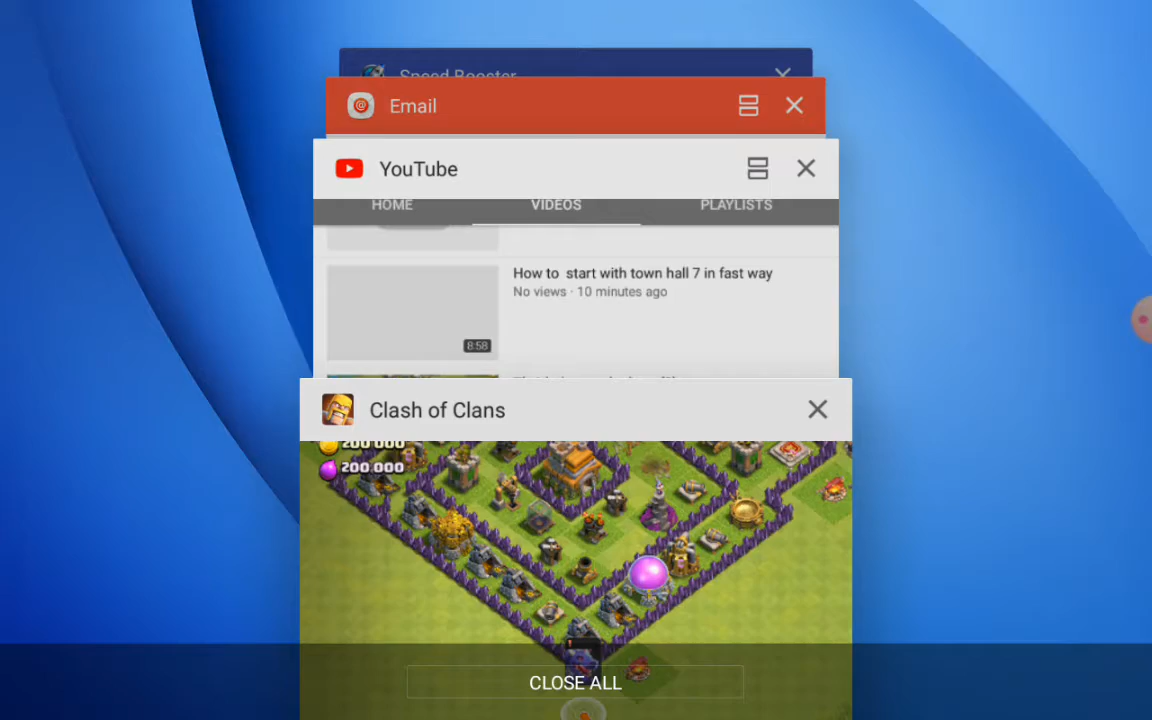 Speed Booster
Email
YouTube
HOME VIDEOS PLAYLISTS
How to start with town hall 7 in fast way
No views · 10 minutes ago
8:58
Clash of Clans
200 000
200 000
CLOSE ALL